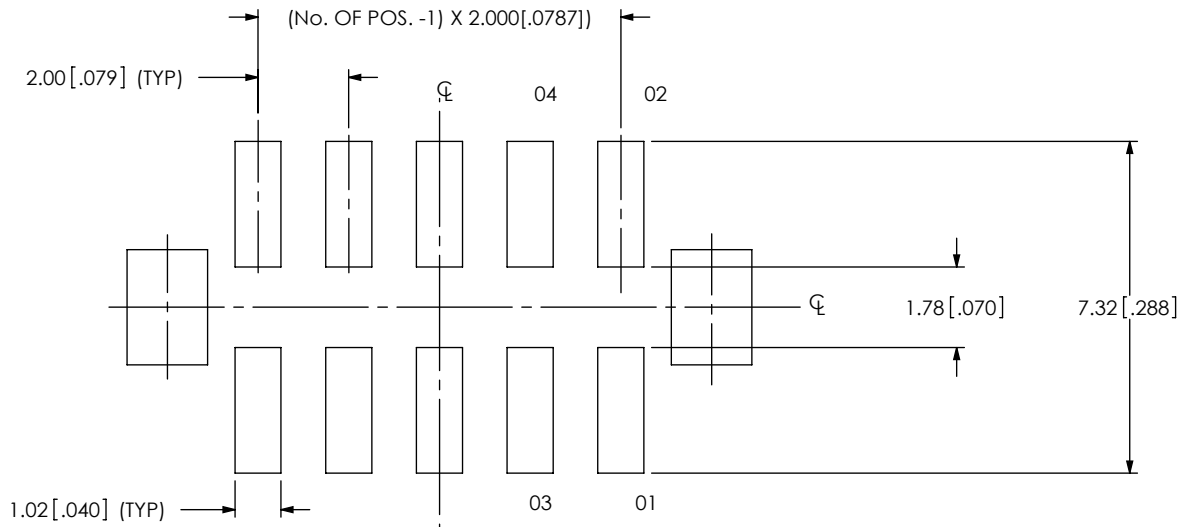 (No. OF POS. -1) X 2.000[.0787])
2.00[.079] (TYP)
℄ 04 02
℄ 1.78[.070] 7.32[.288]
1.02[.040] (TYP) 03 01